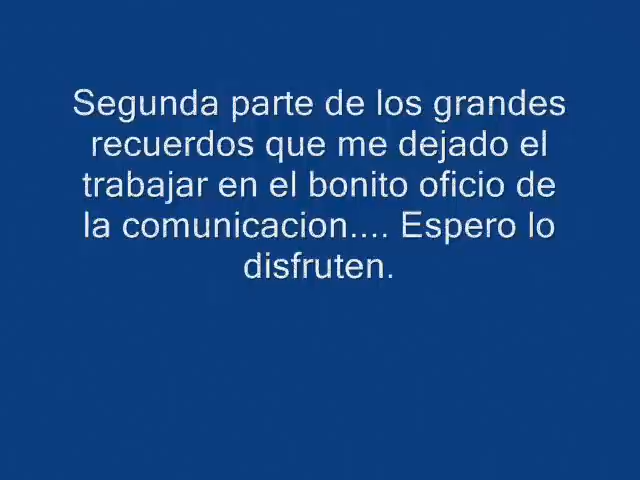 Segunda parte de los grandes
recuerdos que me dejado el
trabajar en el bonito oficio de
la comunicacion.... Espero lo
disfruten.